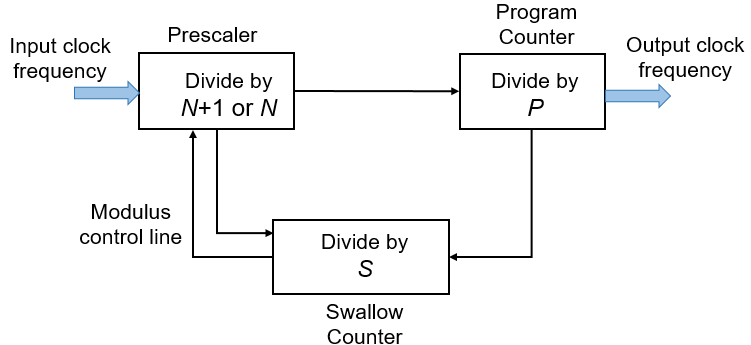 Program
Counter
Prescaler
Input clock
frequency
Output clock
frequency
Divide by
N+1 or N
Divide by
P
Modulus
control line
Divide by
S
Swallow
Counter